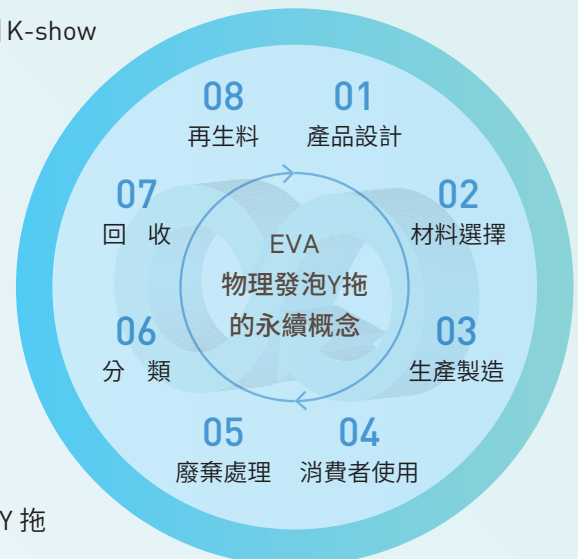 K-show
08
再生料
01
產品設計
07
回 收
02
材料選擇
EVA
物理發泡Y拖
的永續概念
06
分 類
03
生產製造
05
廢棄處理
04
消費者使用
Y 拖